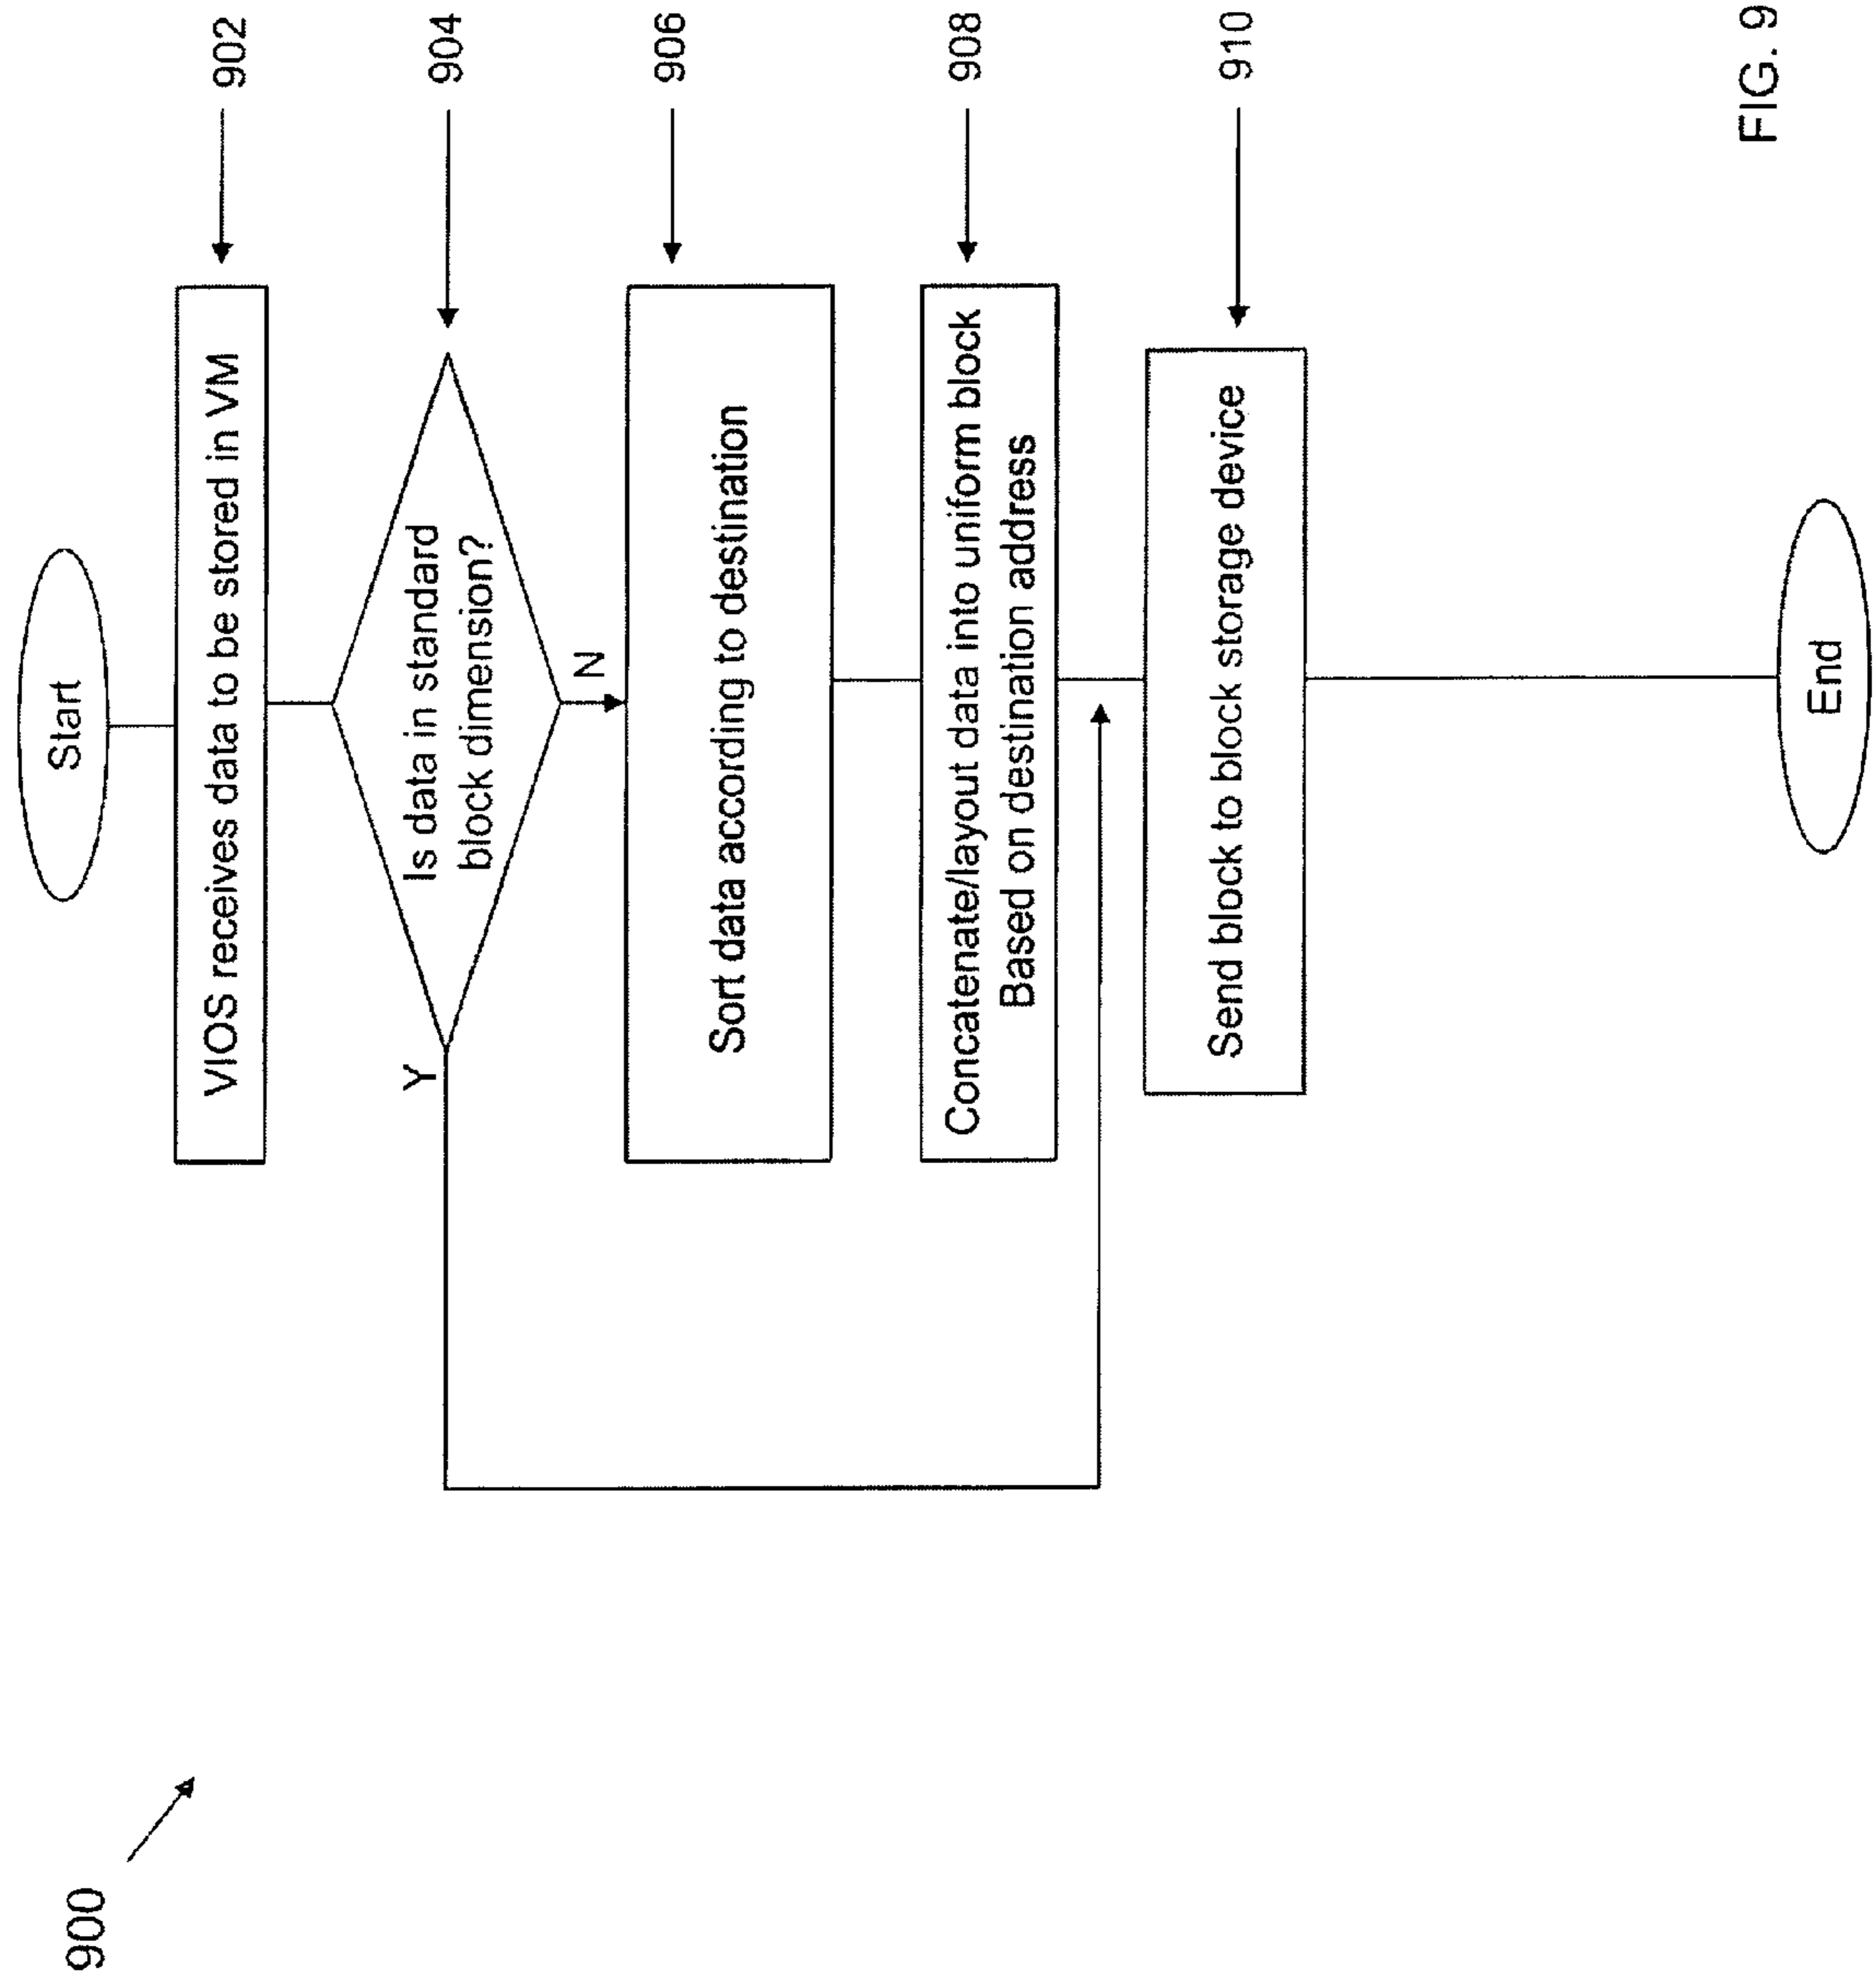 900
Start
VIOS receives data to be stored in VM
902
Is data in standard
block dimension?
904
Y
N
Sort data according to destination
906
Concatenate/layout data into uniform block
Based on destination address
908
Send block to block storage device
910
End
FIG. 9